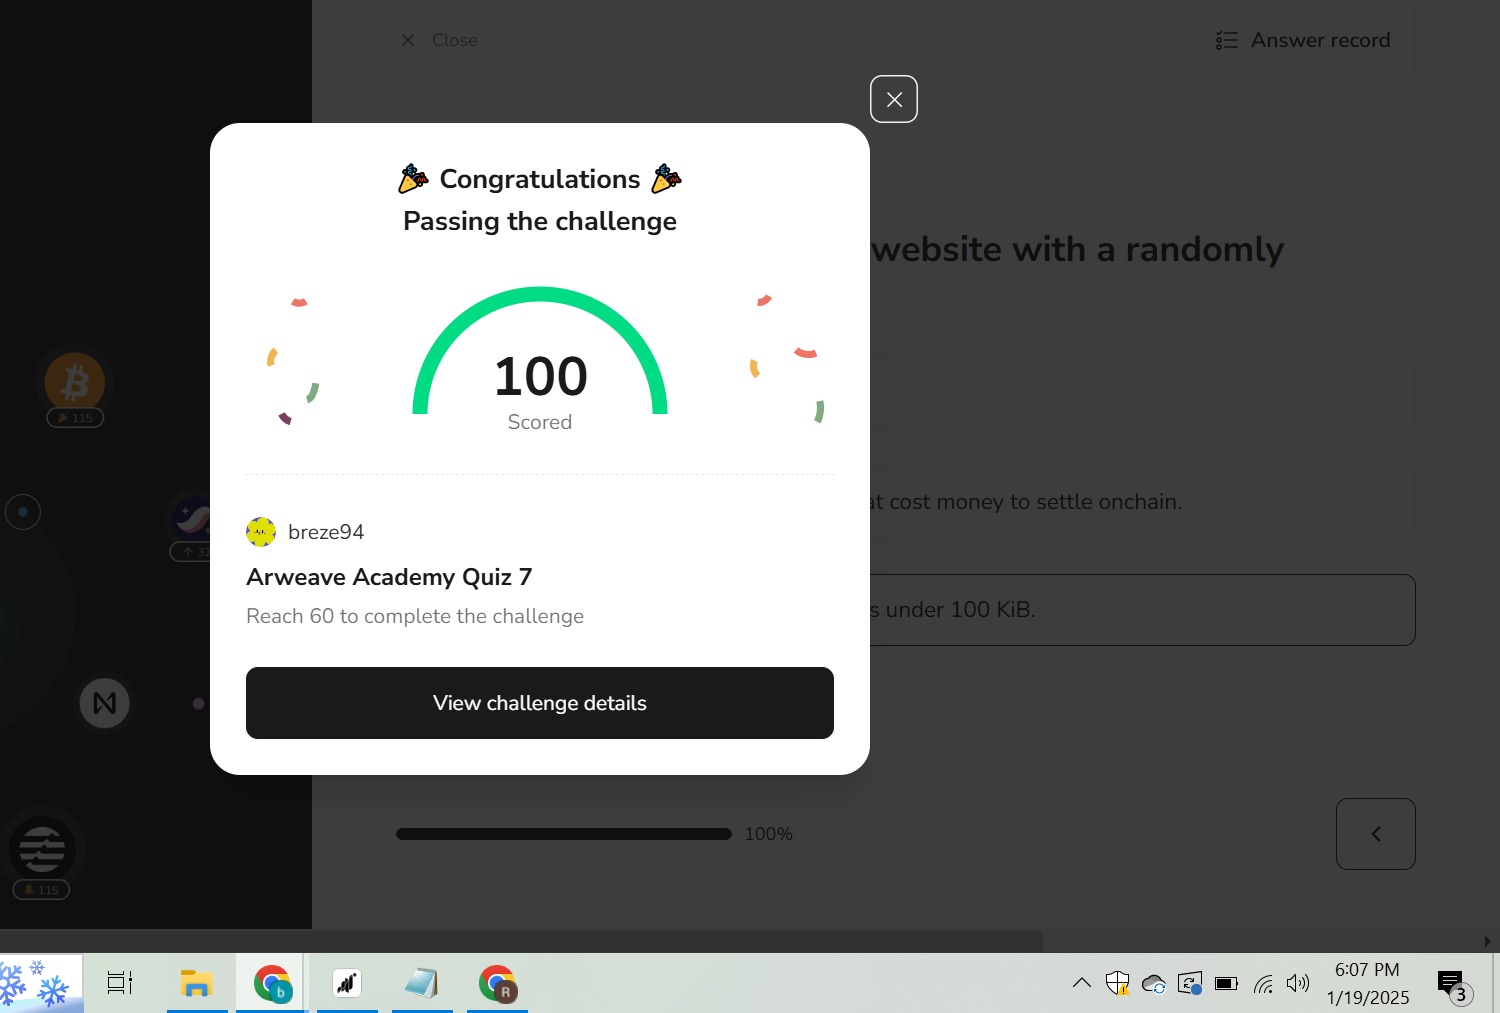 Close
Answer record
Congratulations
Passing the challenge
website with a randomly
100
Scored
115
at cost money to settle onchain.
breze94
32
Arweave Academy Quiz 7
Reach 60 to complete the challenge
s under 100 KiB.
View challenge details
100%
115
6:07 PM
1/19/2025
3
b
R